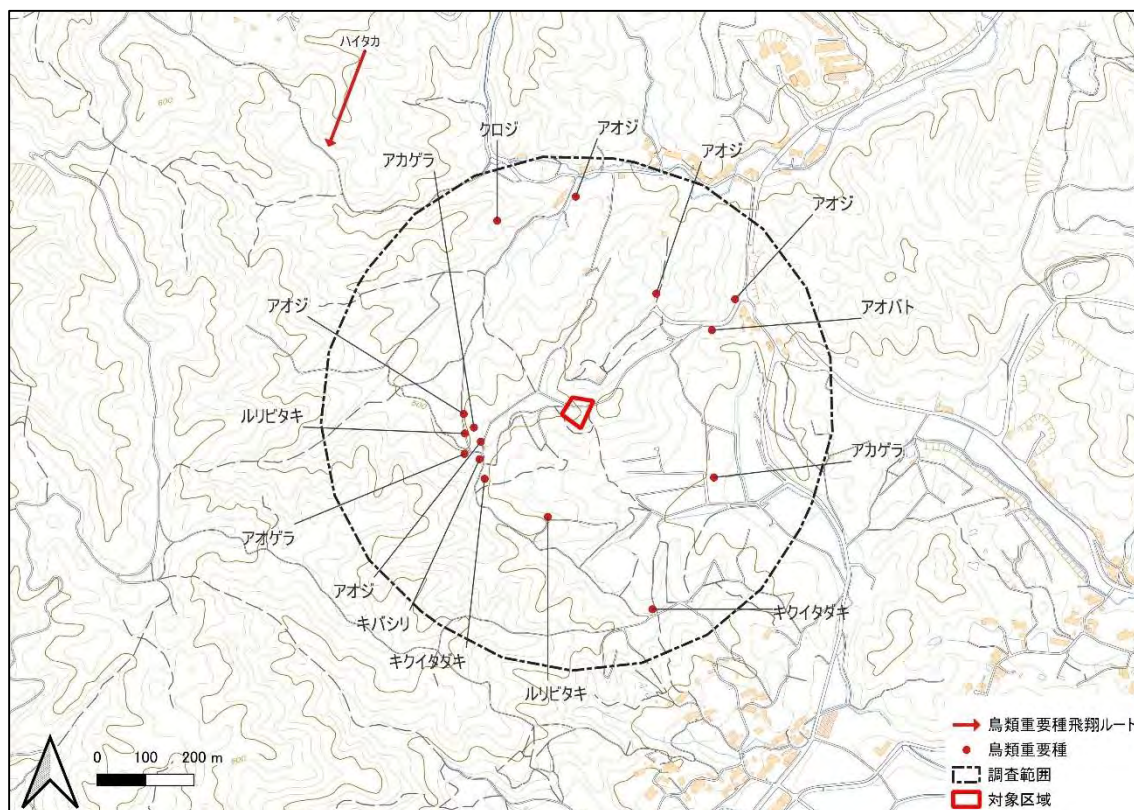 ハイタカ
クロジ
アオジ
アカゲラ
アオジ
アオジ
アオジ
アオバト
ルリビタキ
アカゲラ
アオゲラ
アオジ
キバシリ
キクイタダキ
キクイタダキ
ルリビタキ
600
600
600
鳥類重要種飛翔ルート
鳥類重要種
調査範囲
対象区域
0 100 200 m